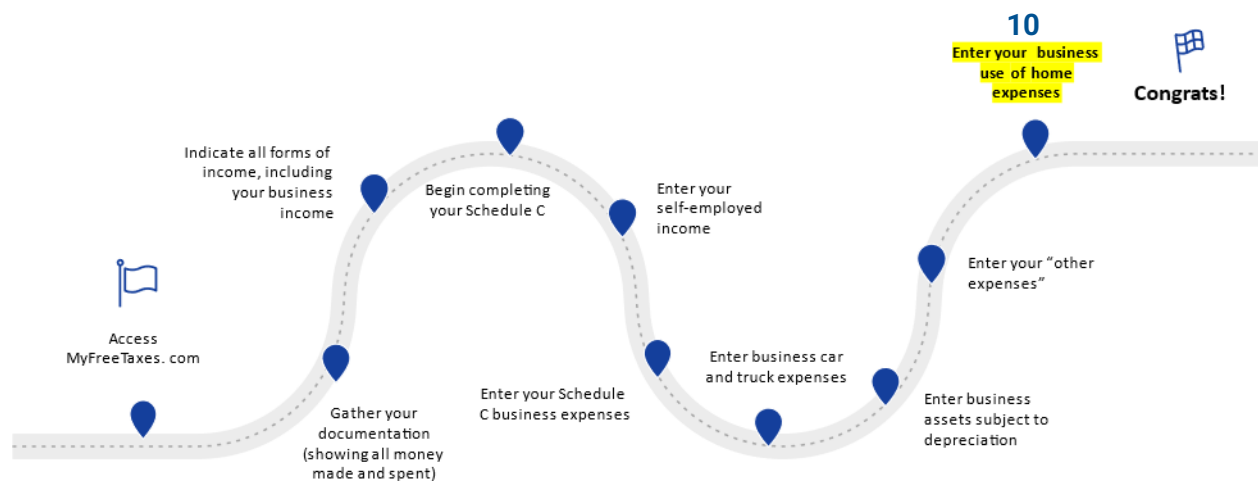 Access
MyFreeTaxes. com
Gather your
documentation
(showing all money
made and spent)
Indicate all forms of
income, including
your business
income
Begin completing
your Schedule C
Enter your
self-employed
income
Enter your Schedule
C business expenses
Enter business car
and truck expenses
Enter business
assets subject to
depreciation
Enter your “other
expenses”
10
Enter your business
use of home
expenses
Congrats!